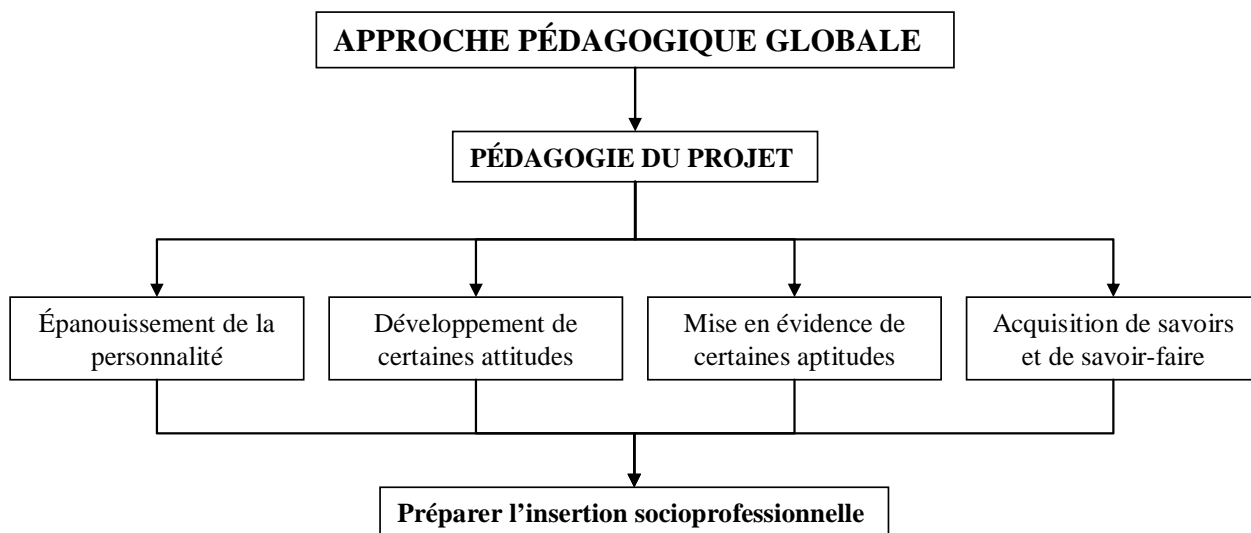 APPROCHE PÉDAGOGIQUE GLOBALE
PÉDAGOGIE DU PROJET
Épanouissement de la
personnalité
Développement de
certaines attitudes
Mise en évidence de
certaines aptitudes
Acquisition de savoirs
et de savoir-faire
Préparer l’insertion socioprofessionnelle